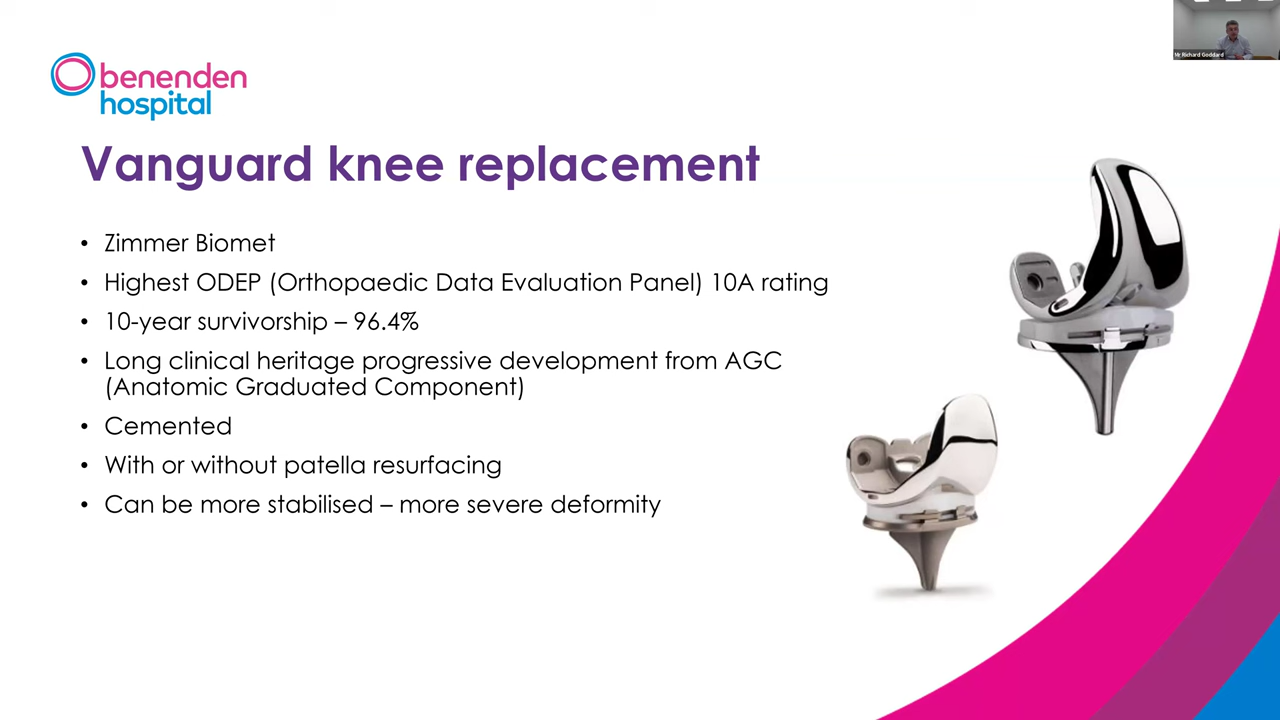 Mr Richard Goddard
benenden
hospital
Vanguard knee replacement
• Zimmer Biomet
• Highest ODEP (Orthopaedic Data Evaluation Panel) 10A rating
• 10-year survivorship – 96.4%
• Long clinical heritage progressive development from AGC
(Anatomic Graduated Component)
• Cemented
• With or without patella resurfacing
• Can be more stabilised – more severe deformity